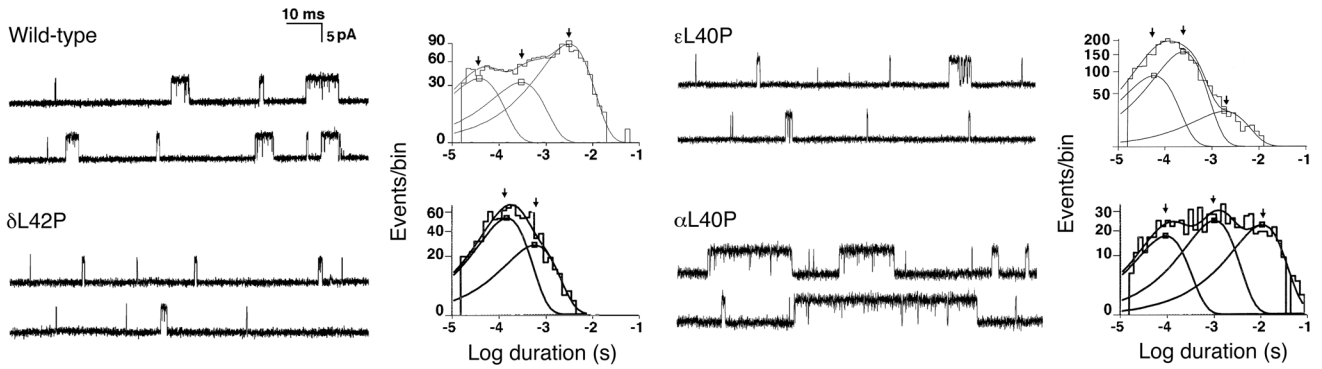 10 ms
5 pA
Wild-type
90
60
30
0
-5 -4 -3 -2 -1
εL40P
200
150
100
50
-5 -4 -3 -2 -1
Events/bin
Events/bin
δL42P
60
40
20
0
-5 -4 -3 -2 -1
Log duration (s)
αL40P
30
20
10
0
-5 -4 -3 -2 -1
Log duration (s)